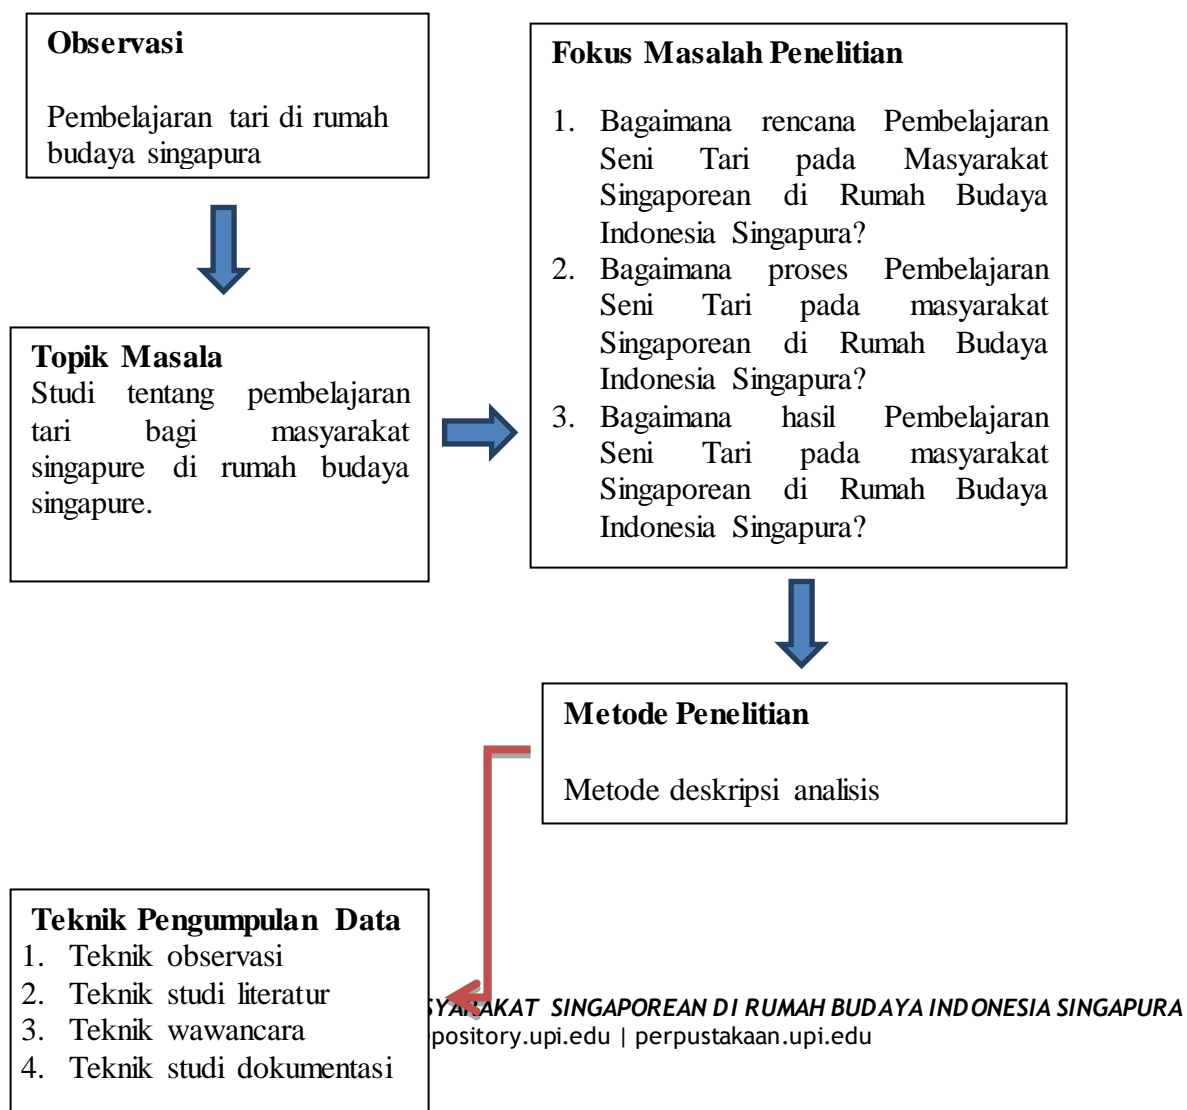 Observasi
Pembelajaran tari di rumah
budaya singapura
Topik Masala
Studi tentang pembelajaran
tari bagi masyarakat
singapure di rumah budaya
singapure.
Fokus Masalah Penelitian
1. Bagaimana rencana Pembelajaran
Seni Tari pada Masyarakat
Singaporean di Rumah Budaya
Indonesia Singapura?
2. Bagaimana proses Pembelajaran
Seni Tari pada masyarakat
Singaporean di Rumah Budaya
Indonesia Singapura?
3. Bagaimana hasil Pembelajaran
Seni Tari pada masyarakat
Singaporean di Rumah Budaya
Indonesia Singapura?
Metode Penelitian
Metode deskripsi analisis
Teknik Pengumpulan Data
1. Teknik observasi
2. Teknik studi literatur
3. Teknik wawancara
4. Teknik studi dokumentasi
SINGAPOREAN DI RUMAH BUDAYA INDONESIA SINGAPURA
pository.upi.edu | perpustakaan.upi.edu